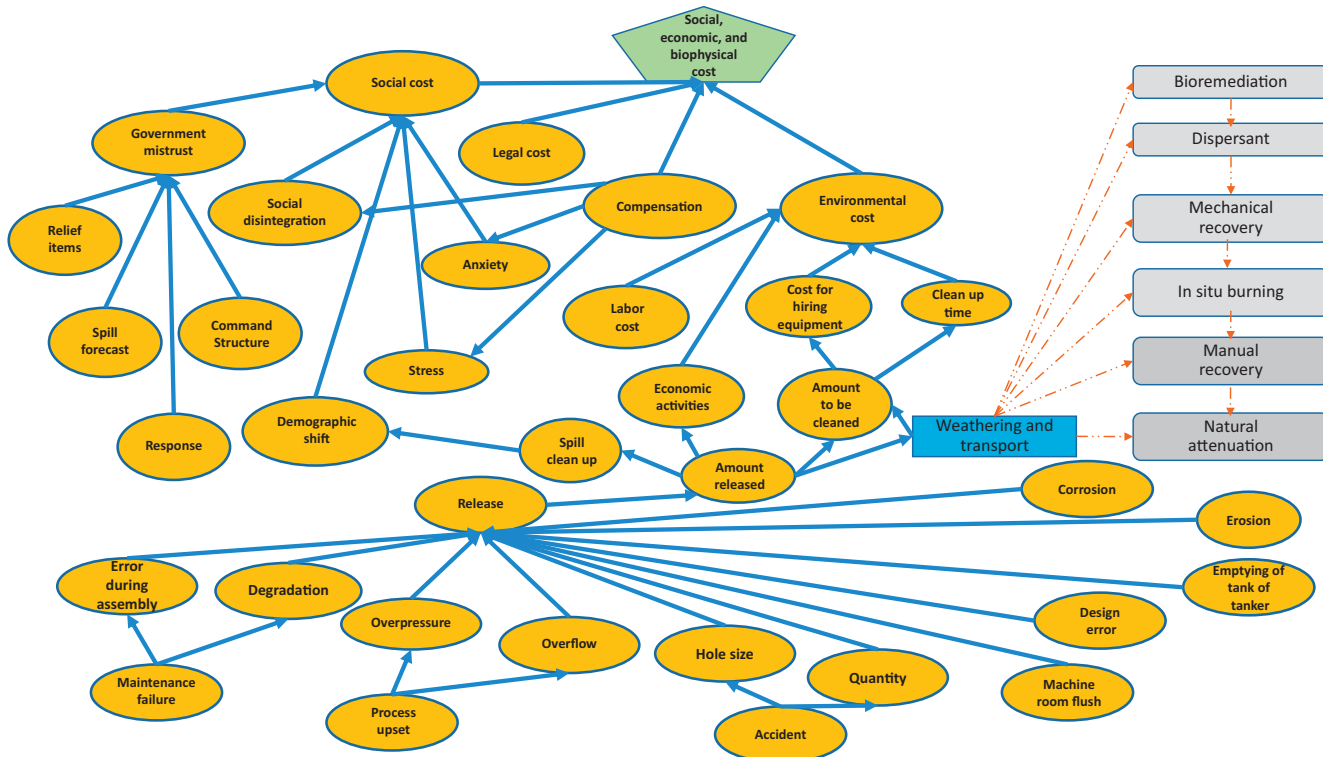 Social,
economic, and
biophysical
cost
Social cost
Bioremediation
Government
mistrust
Legal cost
Dispersant
Social
disintegration
Compensation
Environmental
cost
Mechanical
recovery
Relief
items
Anxiety
Spill
forecast
Command
Structure
Labor
cost
Cost for
hiring
equipment
Clean up
time
In situ burning
Stress
Manual
recovery
Economic
activities
Amount
to be
cleaned
Response
Demographic
shift
Spill
clean up
Weathering and
transport
Natural
attenuation
Amount
released
Release
Corrosion
Erosion
Error
during
assembly
Degradation
Emptying of
tank of
tanker
Overpressure
Design
error
Overflow
Hole size
Maintenance
failure
Quantity
Machine
room flush
Process
upset
Accident